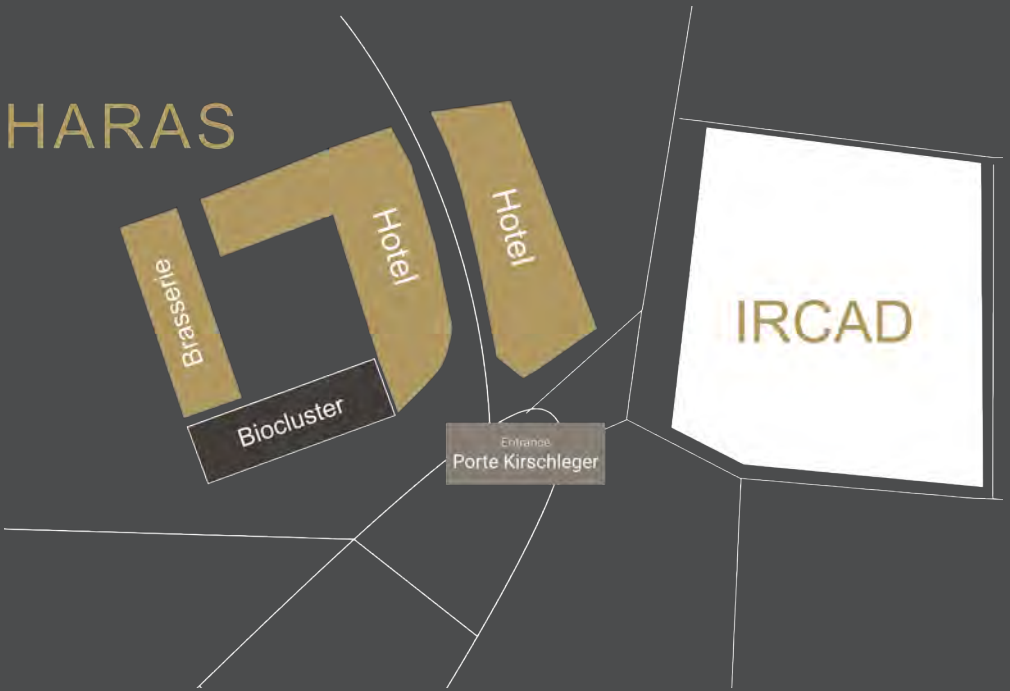 HARAS
Hotel
Hotel
Brasserie
IRCAD
Biocluster
Entrance
Porte Kirschleger